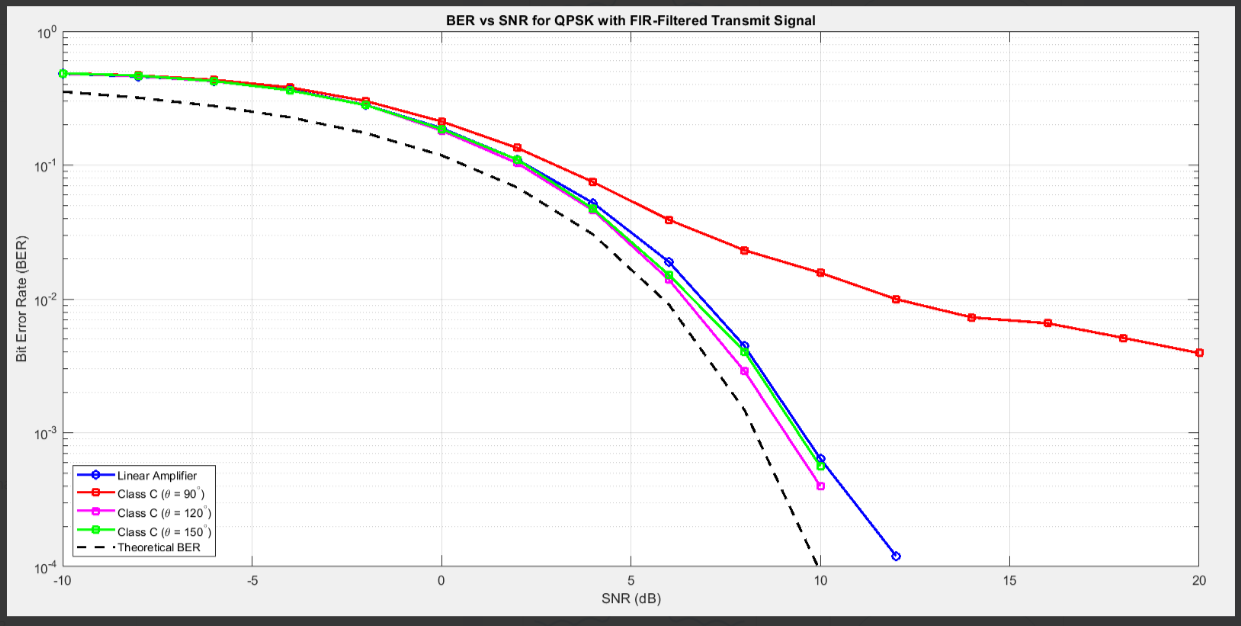 BER vs SNR for QPSK with FIR-Filtered Transmit Signal
10^0
10^-1
10^-2
10^-3
10^-4
Bit Error Rate (BER)
Linear Amplifier
Class C (θ = 90°)
Class C (θ = 120°)
Class C (θ = 150°)
Theoretical BER
-10 -5 0 5 10 15 20
SNR (dB)